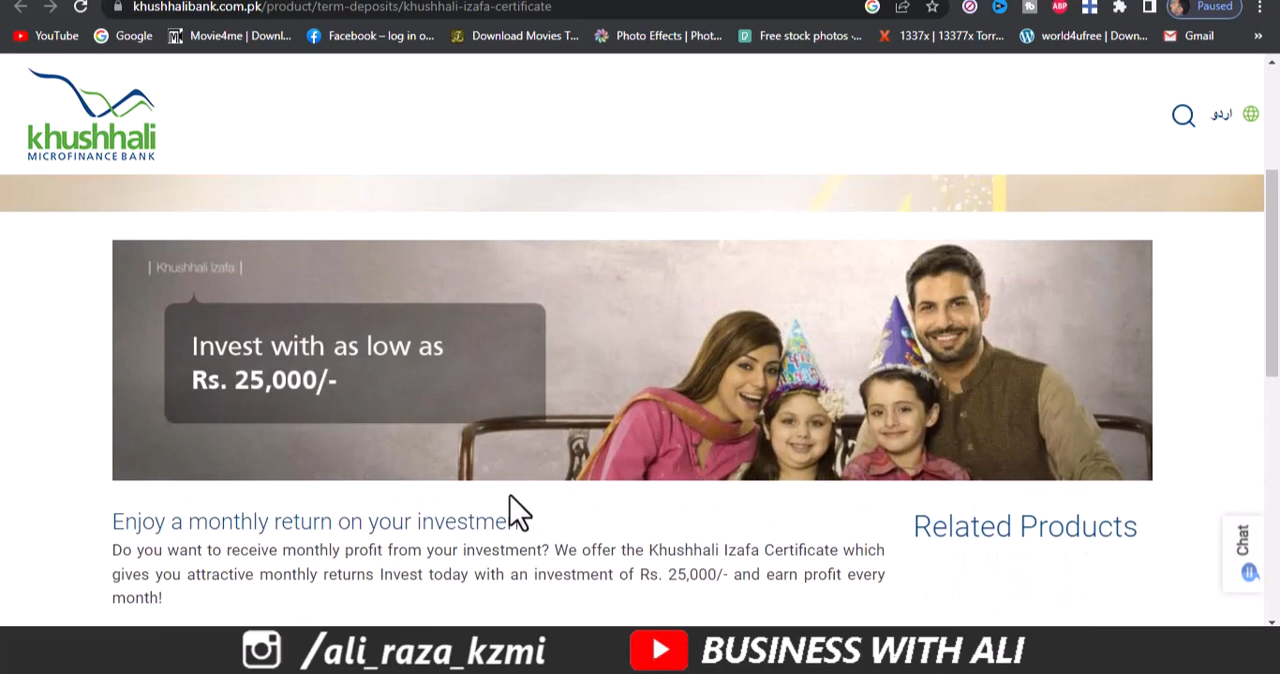 khushhalibank.com.pk/product/term-deposits/khushhali-izafa-certificate
Paused
YouTube
Google
Movie4me | Downl...
Facebook – log in o...
Download Movies T...
Photo Effects | Phot...
Free stock photos ·...
1337x | 13377x Torr...
world4ufree | Down...
Gmail
»
khushhali
MICROFINANCE BANK
اردو
| Khushhali Izafa |
Invest with as low as
Rs. 25,000/-
Enjoy a monthly return on your investme
Related Products
Do you want to receive monthly profit from your investment? We offer the Khushhali Izafa Certificate which
gives you attractive monthly returns Invest today with an investment of Rs. 25,000/- and earn profit every
month!
Chat
/ali_raza_kzmi
BUSINESS WITH ALI